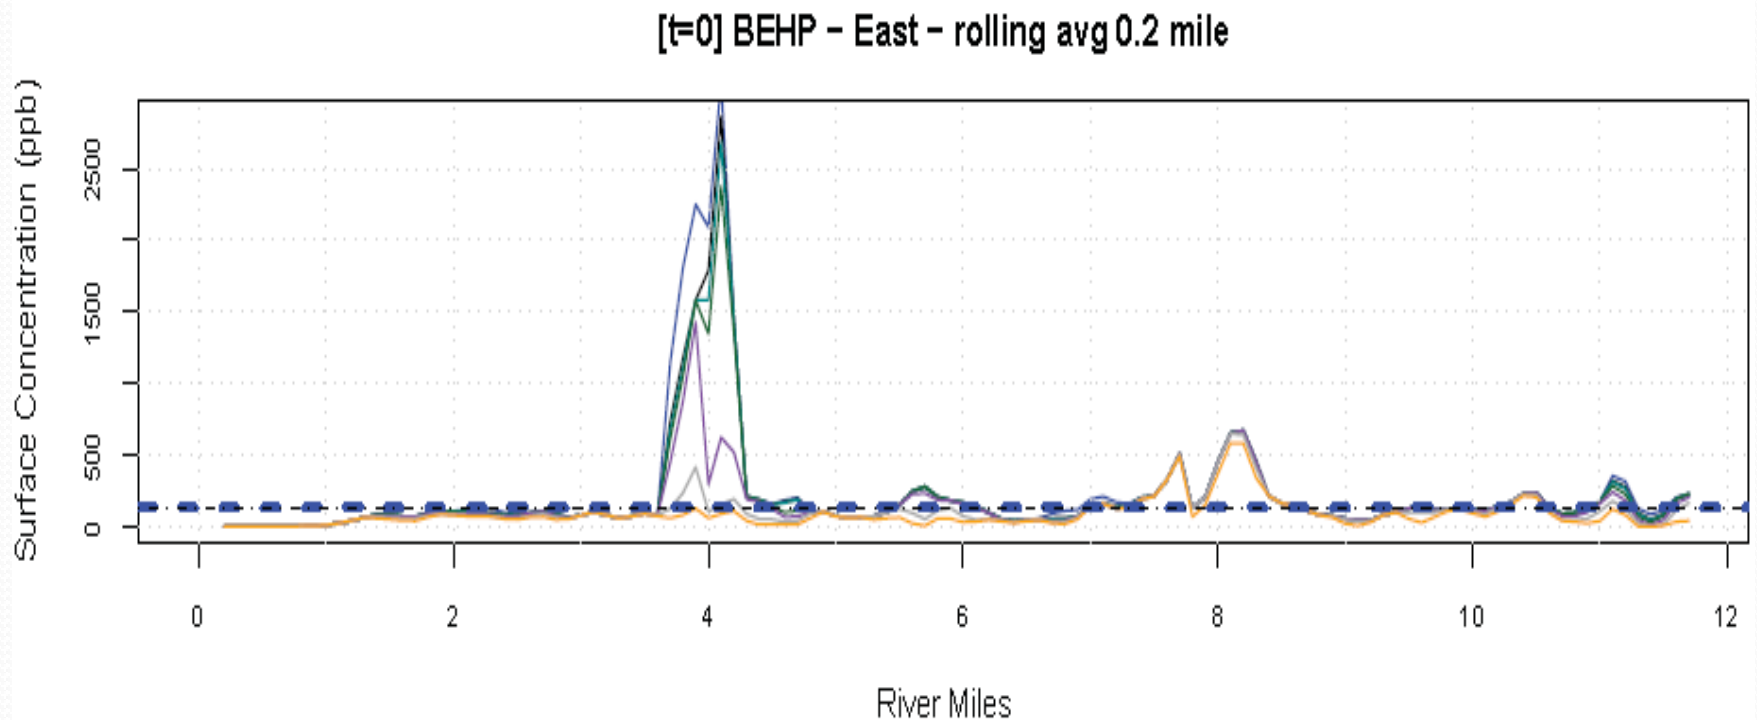 [t=0] BEHP − East − rolling avg 0.2 mile
Surface Concentration (ppb)
2500
1500
500
0
0 2 4 6 8 10 12
River Miles